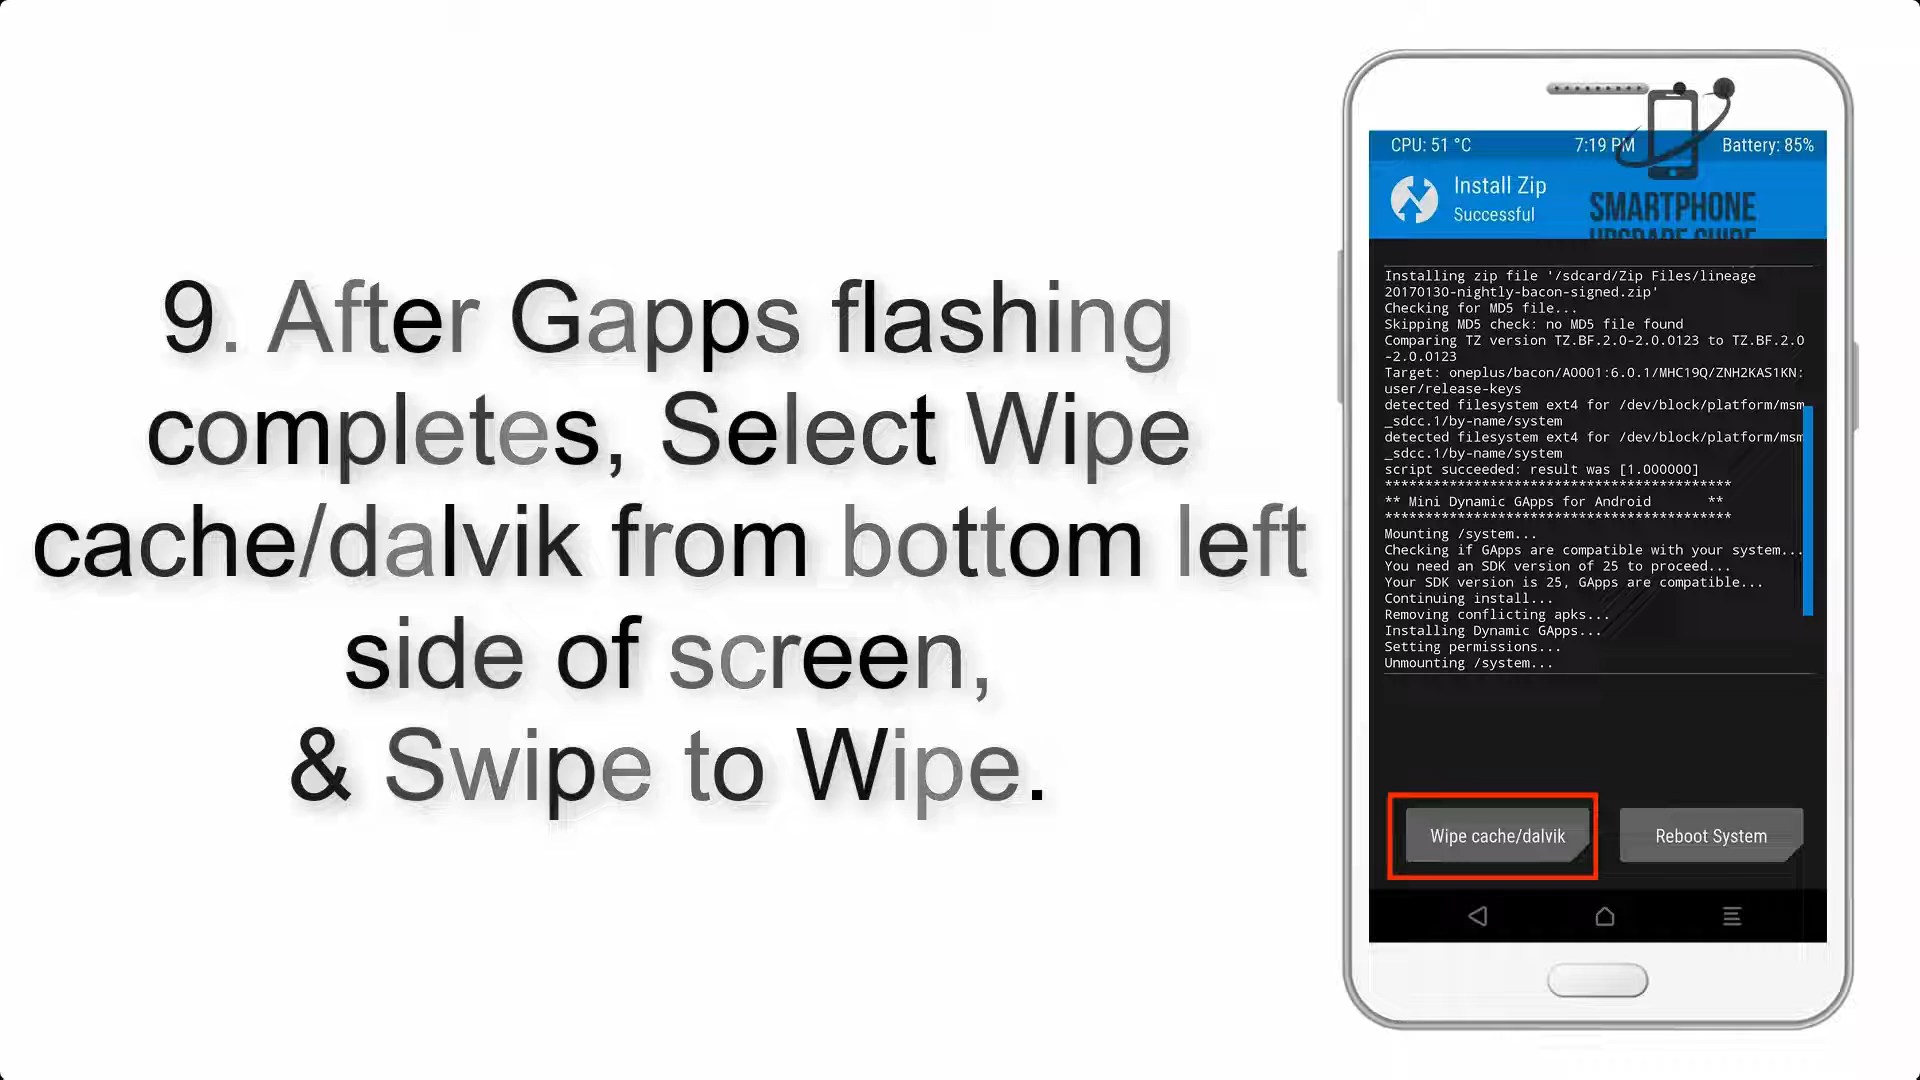 9. After Gapps flashing
completes, Select Wipe
cache/dalvik from bottom left
side of screen,
& Swipe to Wipe.
CPU: 51 °C 7:19 PM Battery: 85%
Install Zip
Successful
SMARTPHONE
UPGRADE GUIDE
Installing zip file '/sdcard/Zip Files/lineage
20170130-nightly-bacon-signed.zip'
Checking for MD5 file...
Skipping MD5 check: no MD5 file found
Comparing TZ version TZ.BF.2.0-2.0.0123 to TZ.BF.2.0
-2.0.0123
Target: oneplus/bacon/A0001:6.0.1/MHC19Q/ZNH2KAS1KN:
user/release-keys
detected filesystem ext4 for /dev/block/platform/msm
_sdcc.1/by-name/system
detected filesystem ext4 for /dev/block/platform/msm
_sdcc.1/by-name/system
script succeeded: result was [1.000000]
******************************************
** Mini Dynamic GApps for Android **
******************************************
Mounting /system...
Checking if GApps are compatible with your system...
You need an SDK version of 25 to proceed...
Your SDK version is 25, GApps are compatible...
Continuing install...
Removing conflicting apks...
Installing Dynamic GApps...
Setting permissions...
Unmounting /system...
Wipe cache/dalvik Reboot System